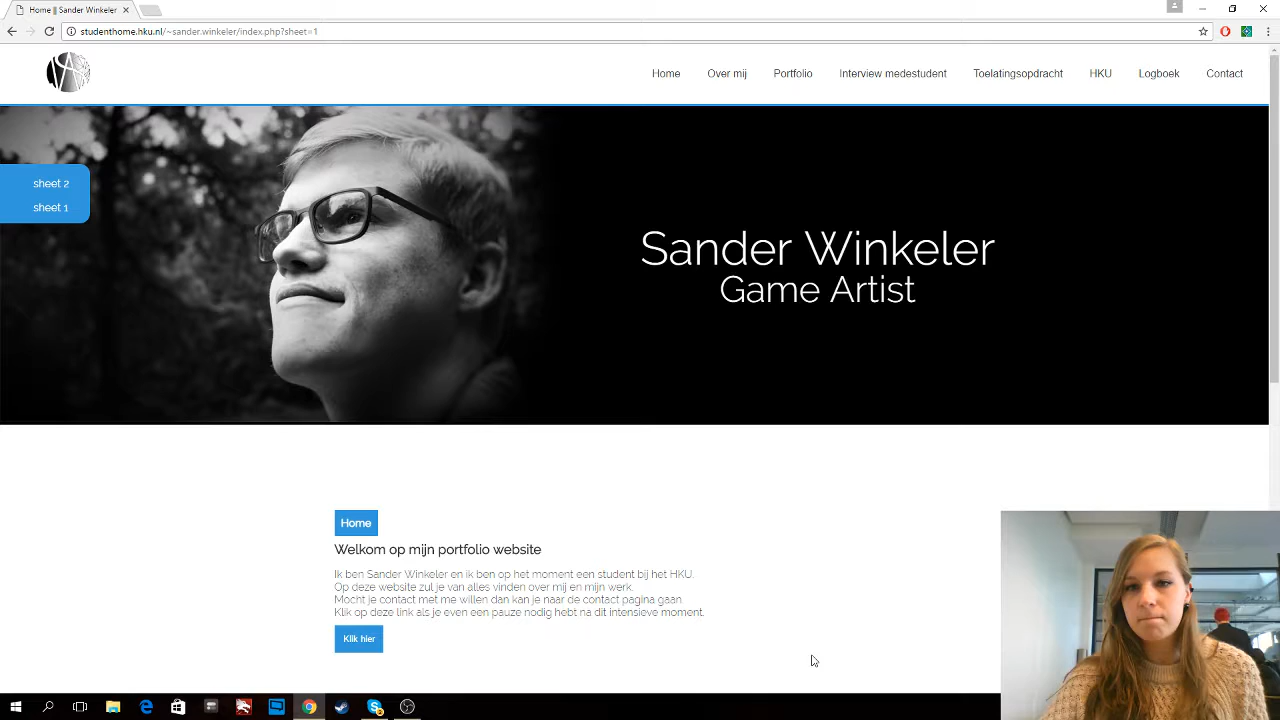 Home || Sander Winkeler
studenthome.hku.nl/~sander.winkeler/index.php?sheet=1
Home Over mij Portfolio Interview medestudent Toelatingsopdracht HKU Logboek Contact
sheet 2
sheet 1
Sander Winkeler
Game Artist
Home
Welkom op mijn portfolio website
Ik ben Sander Winkeler en ik ben op het moment een student bij het HKU.
Op deze website zul je van alles vinden over mij en mijn werk.
Mocht je contact met me willen dan kan je naar de contact pagina gaan.
Klik op deze link als je even een pauze nodig hebt na dit intensieve moment.
Klik hier